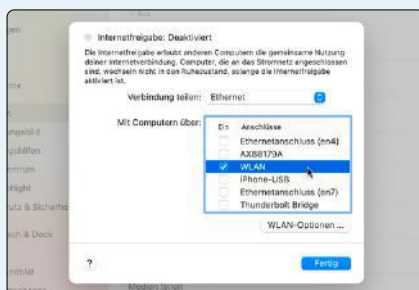 Internetfreigabe: Deaktiviert
Die Internetfreigabe erlaubt anderen Computern die gemeinsame Nutzung
deiner Internetverbindung. Computer, die an das Stromnetz angeschlossen
sind, wechseln nicht in den Ruhezustand, solange die Internetfreigabe
aktiviert ist.
Verbindung teilen: Ethernet
Mit Computern über:
Ein Anschlüsse
Ethernetanschluss (en4)
AX88179A
WLAN
iPhone-USB
Ethernetanschluss (en7)
Thunderbolt Bridge
WLAN-Optionen ...
? Fertig
Medien teilen